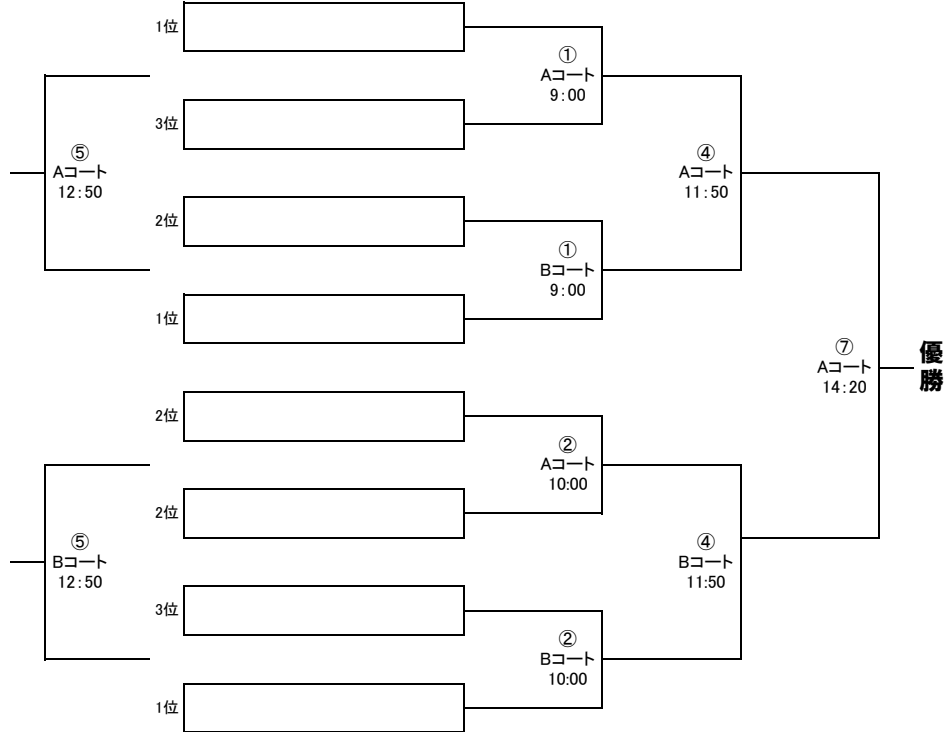 1位
①
Aコート
9:00
3位
⑤
Aコート
12:50
④
Aコート
11:50
2位
①
Bコート
9:00
1位
⑦
Aコート
14:20
優勝
2位
②
Aコート
10:00
2位
⑤
Bコート
12:50
④
Bコート
11:50
3位
②
Bコート
10:00
1位